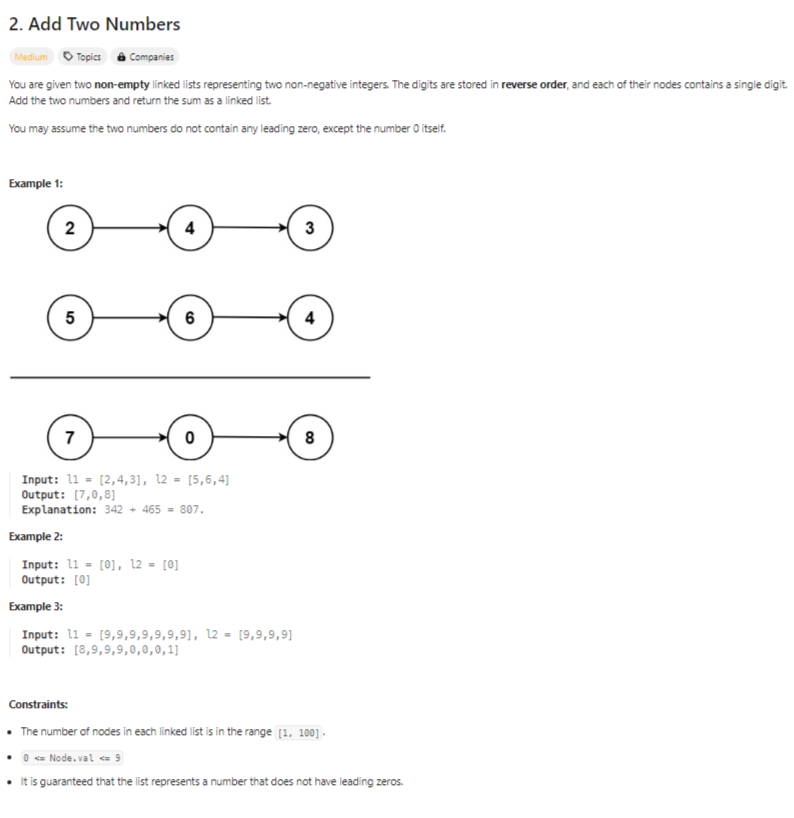 2. Add Two Numbers
Medium Topics Companies
You are given two non-empty linked lists representing two non-negative integers. The digits are stored in reverse order, and each of their nodes contains a single digit.
Add the two numbers and return the sum as a linked list.
You may assume the two numbers do not contain any leading zero, except the number 0 itself.
Example 1:
2 4 3
5 6 4
7 0 8
Input: l1 = [2,4,3], l2 = [5,6,4]
Output: [7,0,8]
Explanation: 342 + 465 = 807.
Example 2:
Input: l1 = [0], l2 = [0]
Output: [0]
Example 3:
Input: l1 = [9,9,9,9,9,9,9], l2 = [9,9,9,9]
Output: [8,9,9,9,0,0,0,1]
Constraints:
• The number of nodes in each linked list is in the range [1, 100].
• 0 <= Node.val <= 9
• It is guaranteed that the list represents a number that does not have leading zeros.